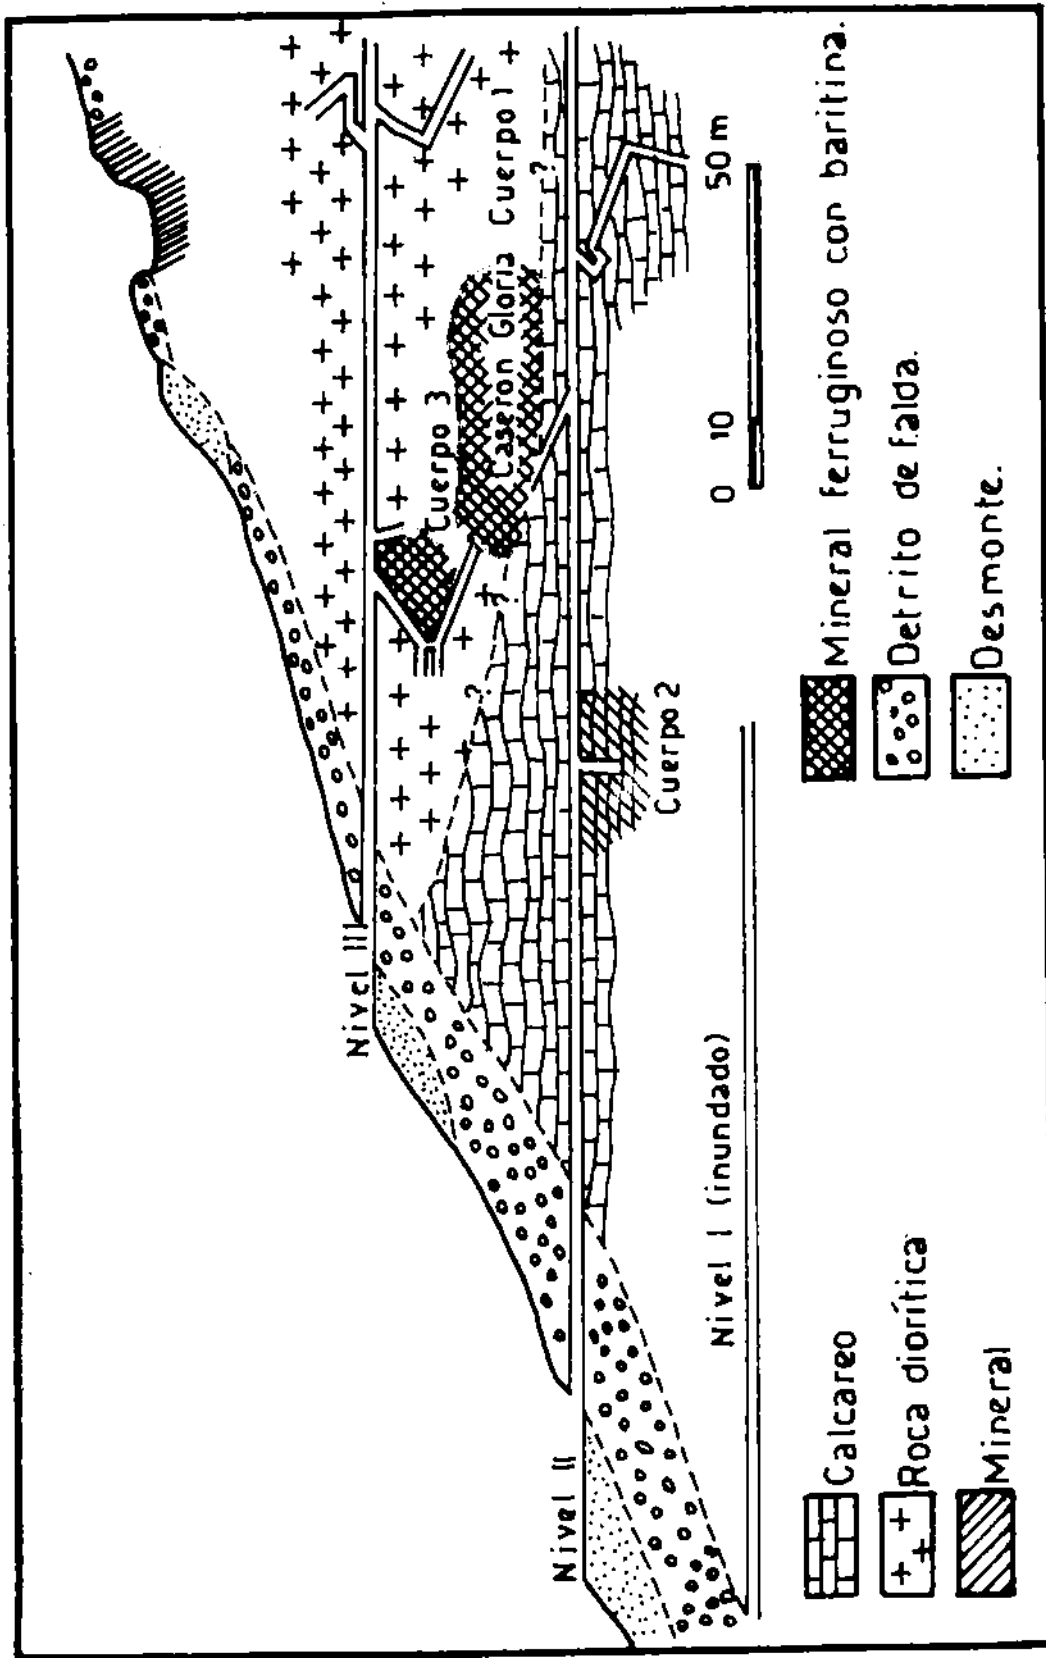 Nivel III
Cuerpo 3
Caseron Gloria
Cuerpo 1
?
?
?
Nivel II
Cuerpo 2
Nivel I (inundado)
0 10 50 m
Calcareo
Roca diorítica
Mineral
Mineral ferruginoso con baritina.
Detrito de falda.
Desmonte.